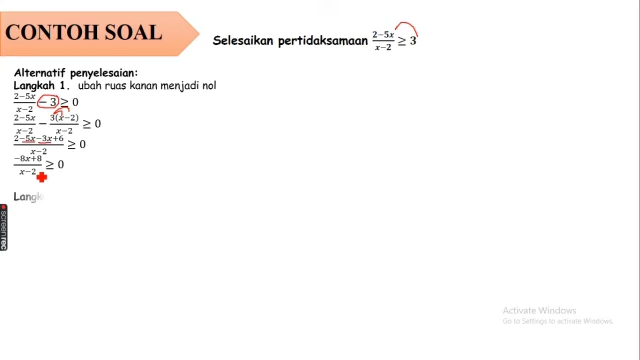 CONTOH SOAL
Selesaikan pertidaksamaan (2−5x)/(x−2) ≥ 3
Alternatif penyelesaian:
Langkah 1. ubah ruas kanan menjadi nol
(2−5x)/(x−2) − 3 ≥ 0
(2−5x)/(x−2) − 3(x−2)/(x−2) ≥ 0
(2−5x−3x+6)/(x−2) ≥ 0
(−8x+8)/(x−2) ≥ 0
Langk
screenrec
Activate Windows
Go to Settings to activate Windows.